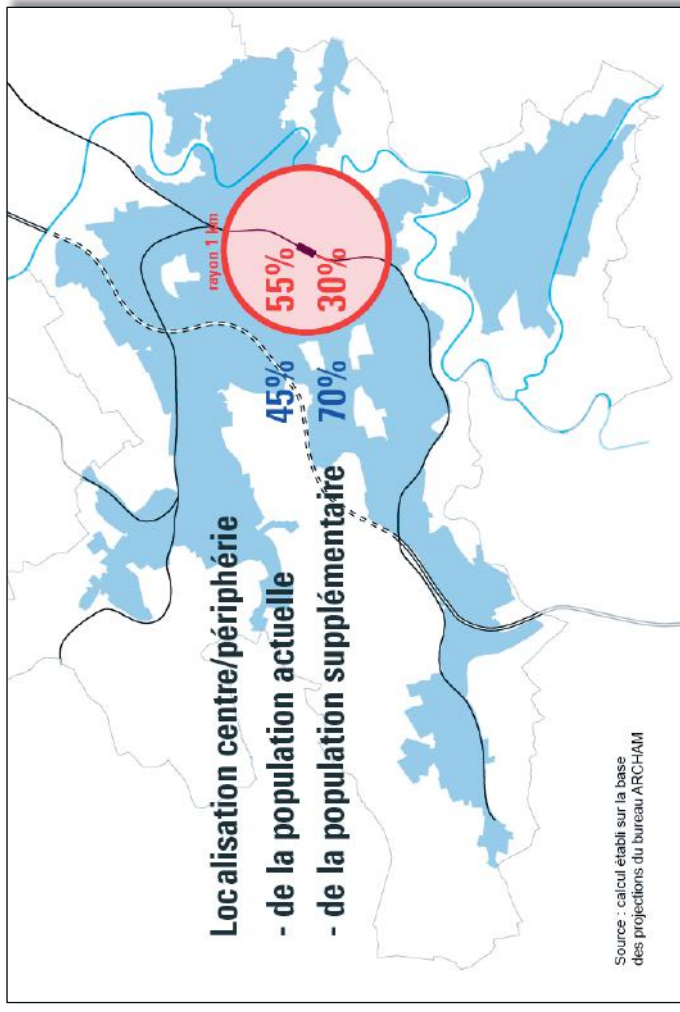 rayon 1 km
Localisation centre/périphérie
- de la population actuelle 45% 55%
- de la population supplémentaire 70% 30%
Source : calcul établi sur la base
des projections du bureau ARCHAM